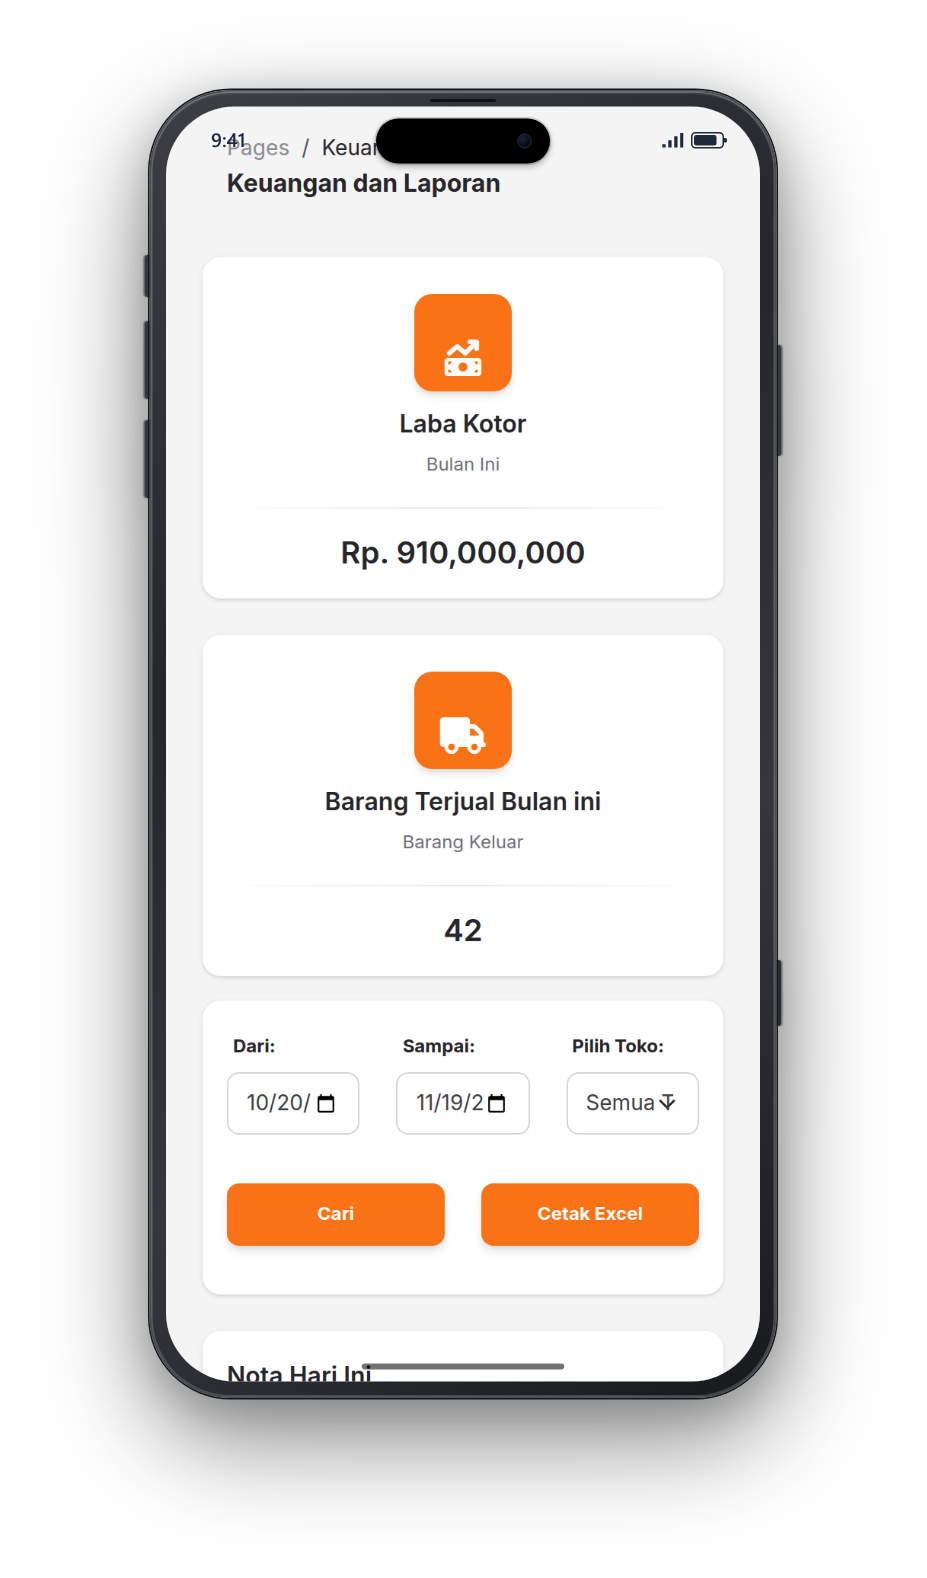 9:41
Pages / Keuan
Keuangan dan Laporan
Laba Kotor
Bulan Ini
Rp. 910,000,000
Barang Terjual Bulan ini
Barang Keluar
42
Dari: Sampai: Pilih Toko:
10/20/ 11/19/2 Semua T
Cari Cetak Excel
Nota Hari Ini